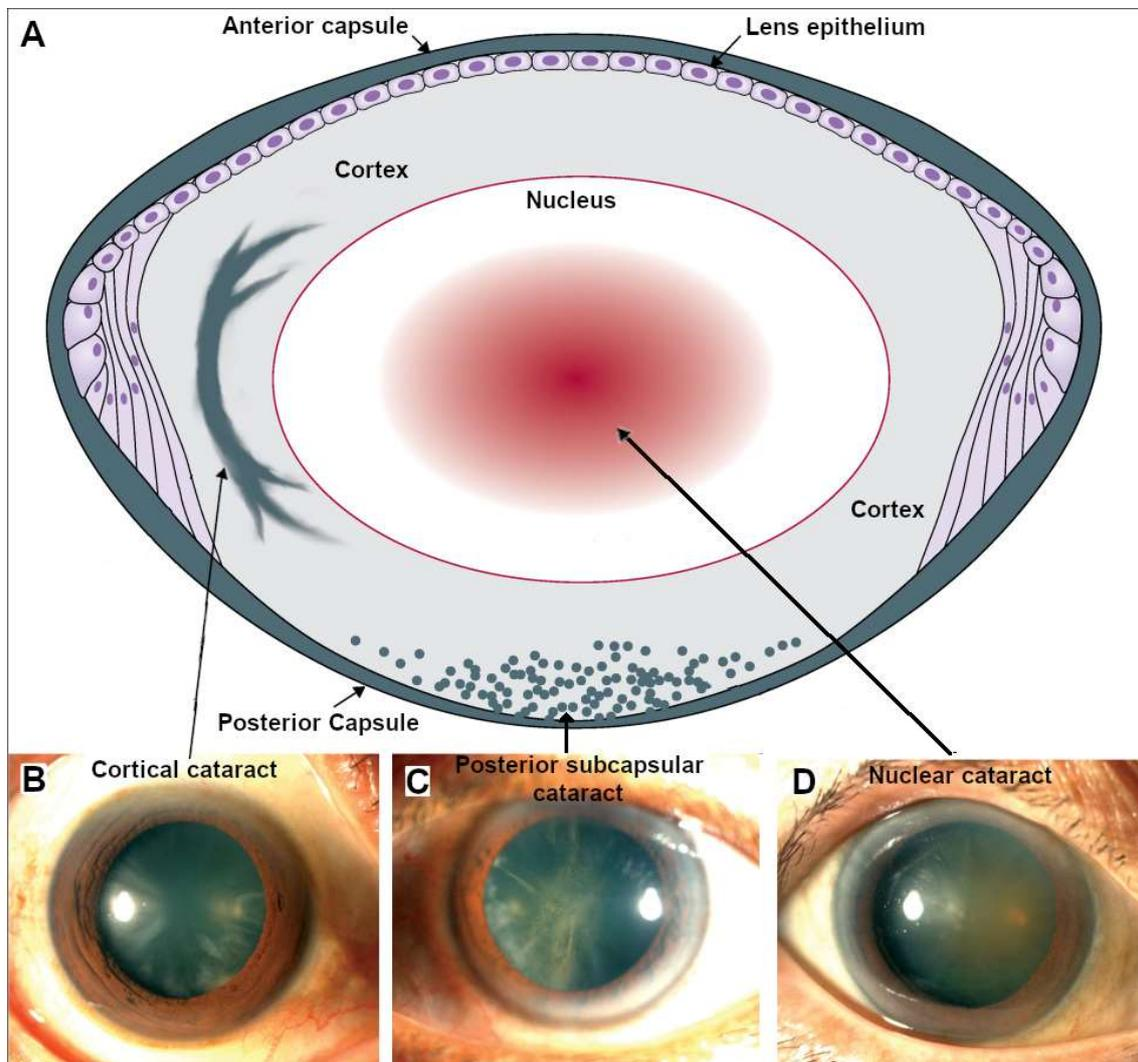 A
Anterior capsule
Lens epithelium
Cortex
Nucleus
Cortex
Posterior Capsule
B
Cortical cataract
C
Posterior subcapsular
cataract
D
Nuclear cataract